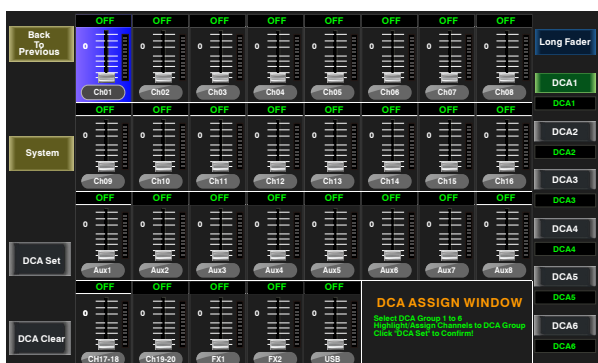 OFF OFF OFF OFF OFF OFF OFF OFF
Back
To
Previous
0 0 0 0 0 0 0 0
Long Fader
Ch01 Ch02 Ch03 Ch04 Ch05 Ch06 Ch07 Ch08
DCA1
DCA1
OFF OFF OFF OFF OFF OFF OFF OFF
0 0 0 0 0 0 0 0
DCA2
System
DCA2
Ch09 Ch10 Ch11 Ch12 Ch13 Ch14 Ch15 Ch16
DCA3
DCA3
OFF OFF OFF OFF OFF OFF OFF OFF
0 0 0 0 0 0 0 0
DCA4
DCA4
DCA Set
Aux1 Aux2 Aux3 Aux4 Aux5 Aux6 Aux7 Aux8
DCA5
OFF OFF OFF OFF OFF
DCA5
DCA ASSIGN WINDOW
0 0 0 0 0
Select DCA Group 1 to 6
Highlight/Assign Channels to DCA Group
Click "DCA Set" to Confirm!
DCA6
DCA Clear
DCA6
CH17-18 Ch19-20 FX1 FX2 USB